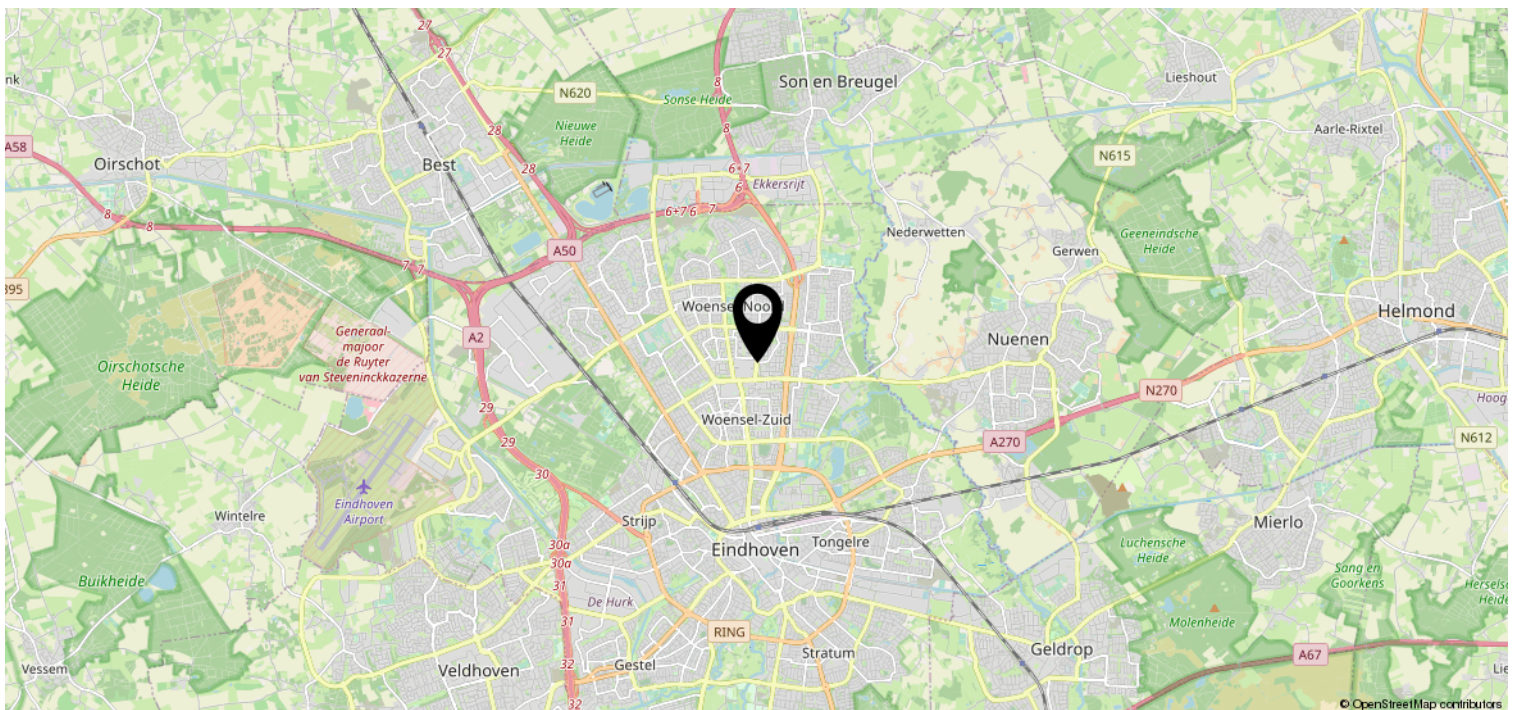 27
27
N620
Son en Breugel
Lieshout
8
Sonse Heide
28
Nieuwe
Heide
8
Aarle-Rixtel
A58
Oirschot
Best
28
6+7
N615
6
Ekkersrijt
8
8
6+7
6
7
Nederwetten
Geeneindsche
Heide
A50
Gerwen
7
7
395
Woensel-Noord
Helmond
Generaal-
majoor
de Ruyter
van Steveninckkazerne
A2
Nuenen
Oirschotsche
Heide
N270
29
Woensel-Zuid
Hoog
29
A270
N612
30
Eindhoven
Airport
Wintelre
Strijp
Mierlo
30a
Eindhoven
Tongelre
Luchensche
Heide
30a
Buikheide
31
De Hurk
Sang en
Goorkens
Herselse
Heide
31
RING
Molenheide
Geldrop
Stratum
A67
32
Gestel
Vessem
Veldhoven
Lie
32
© OpenStreetMap contributors